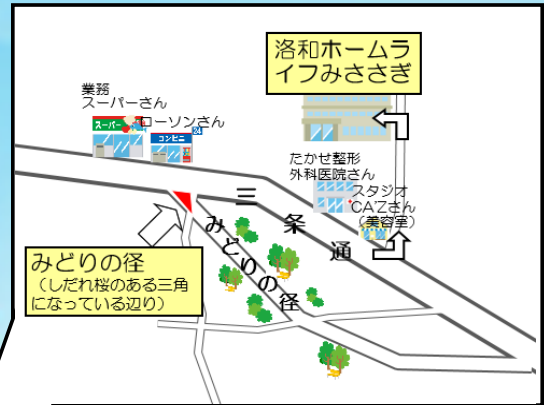 洛和ホームラ
イフみささぎ
業務
スーパーさん
ローソンさん
スーパー
コンビニ
24
たかせ整形
外科医院さん
スタジオ
CA'Zさん
(美容室)
三条通
みどりの径
みどりの径
(しだれ桜のある三角
になっている辺り)